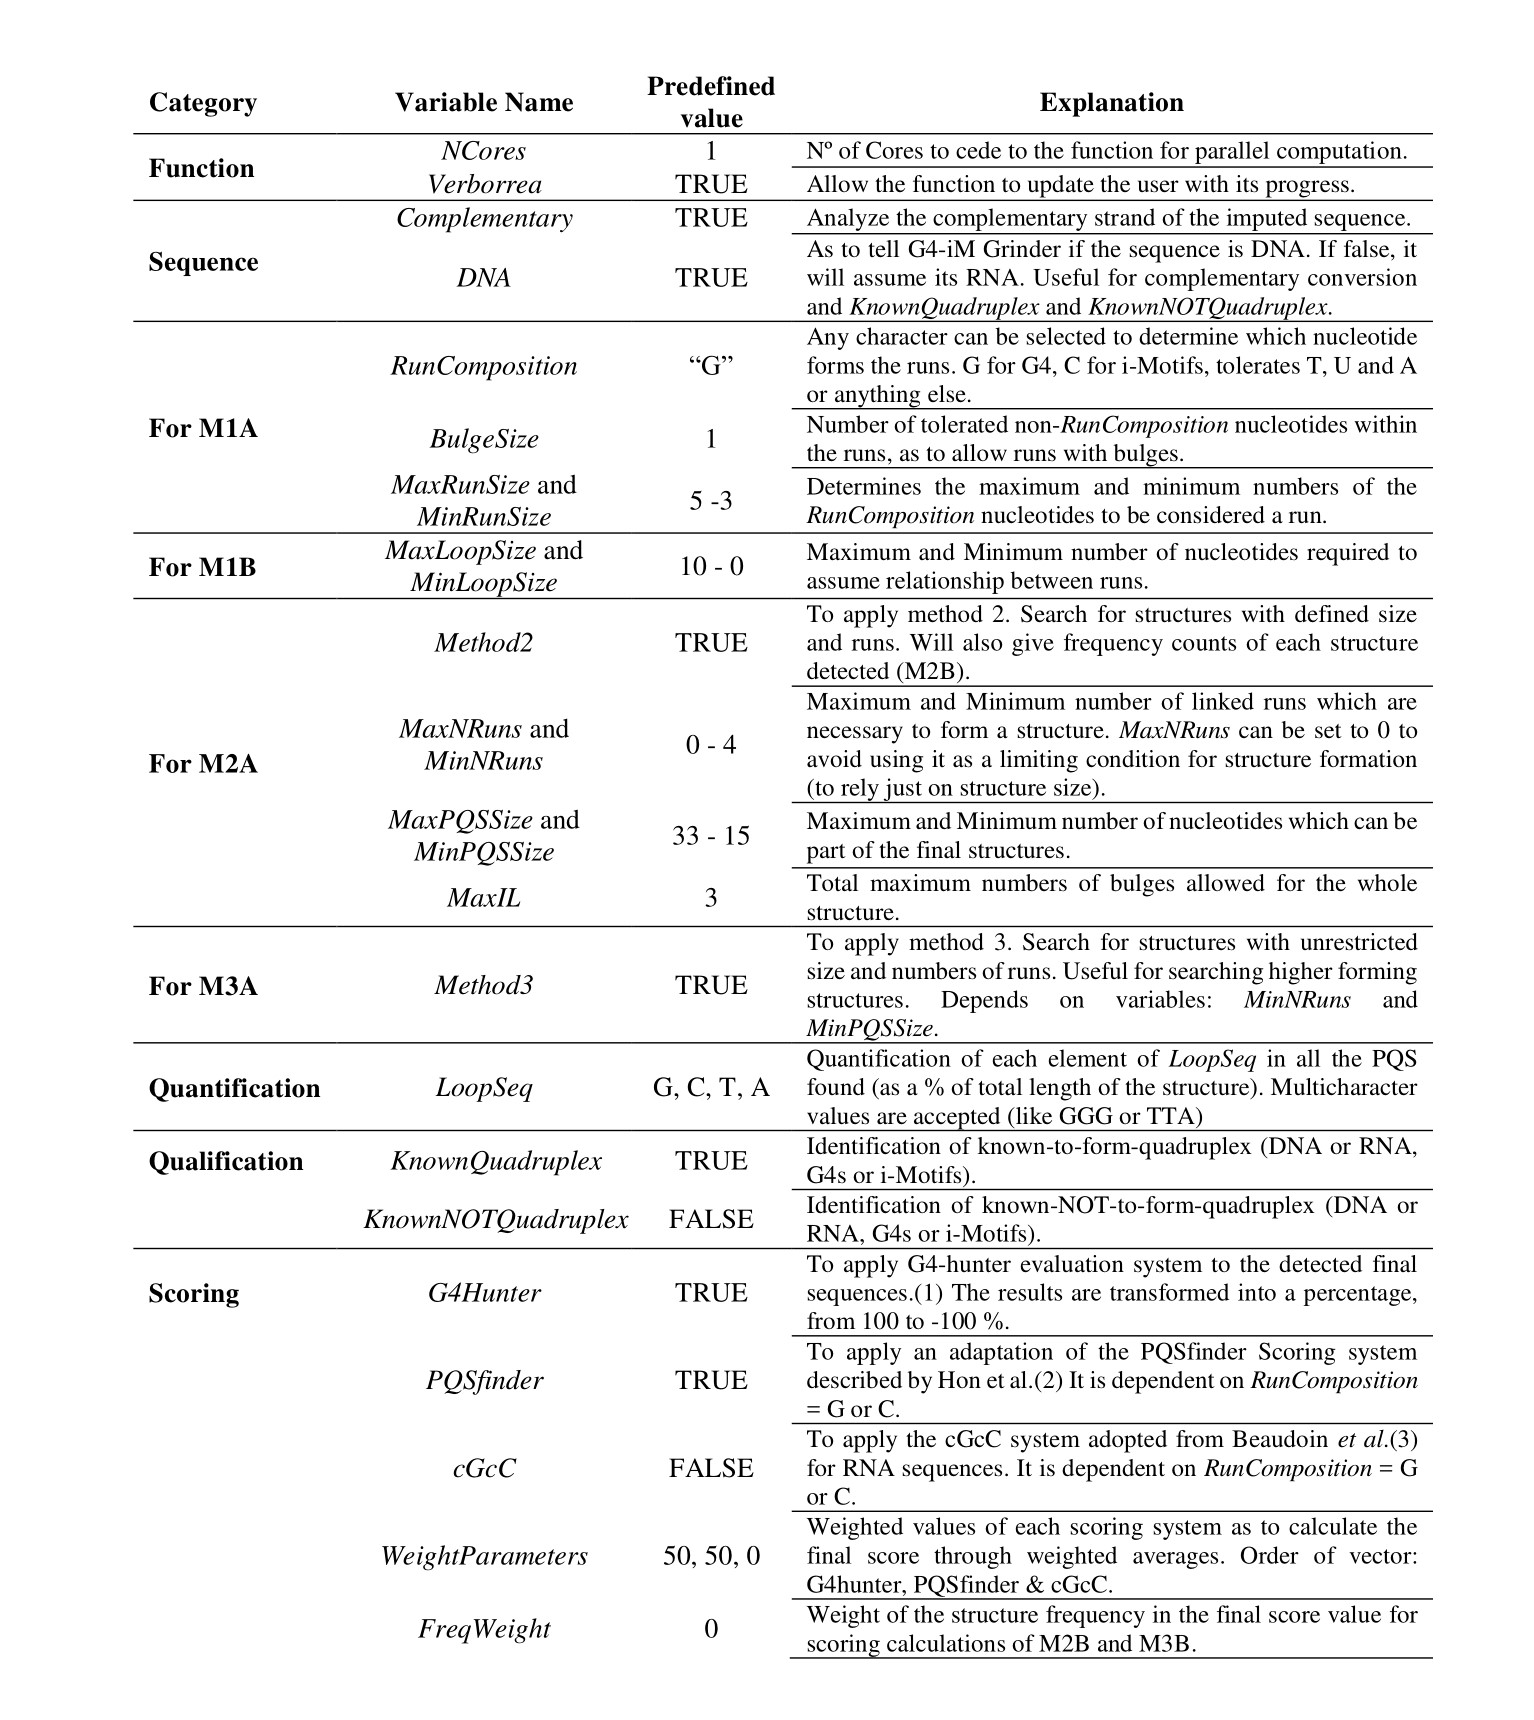 Category Variable Name Predefined value Explanation
Function NCores 1 Nº of Cores to cede to the function for parallel computation.
Verborrea TRUE Allow the function to update the user with its progress.
Sequence Complementary TRUE Analyze the complementary strand of the imputed sequence.
DNA TRUE As to tell G4-iM Grinder if the sequence is DNA. If false, it
will assume its RNA. Useful for complementary conversion
and KnownQuadruplex and KnownNOTQuadruplex.
For M1A RunComposition “G” Any character can be selected to determine which nucleotide
forms the runs. G for G4, C for i-Motifs, tolerates T, U and A
or anything else.
BulgeSize 1 Number of tolerated non-RunComposition nucleotides within
the runs, as to allow runs with bulges.
MaxRunSize and MinRunSize 5 -3 Determines the maximum and minimum numbers of the
RunComposition nucleotides to be considered a run.
For M1B MaxLoopSize and MinLoopSize 10 - 0 Maximum and Minimum number of nucleotides required to
assume relationship between runs.
For M2A Method2 TRUE To apply method 2. Search for structures with defined size
and runs. Will also give frequency counts of each structure
detected (M2B).
MaxNRuns and MinNRuns 0 - 4 Maximum and Minimum number of linked runs which are
necessary to form a structure. MaxNRuns can be set to 0 to
avoid using it as a limiting condition for structure formation
(to rely just on structure size).
MaxPQSSize and MinPQSSize 33 - 15 Maximum and Minimum number of nucleotides which can be
part of the final structures.
MaxIL 3 Total maximum numbers of bulges allowed for the whole
structure.
For M3A Method3 TRUE To apply method 3. Search for structures with unrestricted
size and numbers of runs. Useful for searching higher forming
structures. Depends on variables: MinNRuns and
MinPQSSize.
Quantification LoopSeq G, C, T, A Quantification of each element of LoopSeq in all the PQS
found (as a % of total length of the structure). Multicharacter
values are accepted (like GGG or TTA)
Qualification KnownQuadruplex TRUE Identification of known-to-form-quadruplex (DNA or RNA,
G4s or i-Motifs).
KnownNOTQuadruplex FALSE Identification of known-NOT-to-form-quadruplex (DNA or
RNA, G4s or i-Motifs).
Scoring G4Hunter TRUE To apply G4-hunter evaluation system to the detected final
sequences.(1) The results are transformed into a percentage,
from 100 to -100 %.
PQSfinder TRUE To apply an adaptation of the PQSfinder Scoring system
described by Hon et al.(2) It is dependent on RunComposition
= G or C.
cGcC FALSE To apply the cGcC system adopted from Beaudoin et al.(3)
for RNA sequences. It is dependent on RunComposition = G
or C.
WeightParameters 50, 50, 0 Weighted values of each scoring system as to calculate the
final score through weighted averages. Order of vector:
G4hunter, PQSfinder & cGcC.
FreqWeight 0 Weight of the structure frequency in the final score value for
scoring calculations of M2B and M3B.